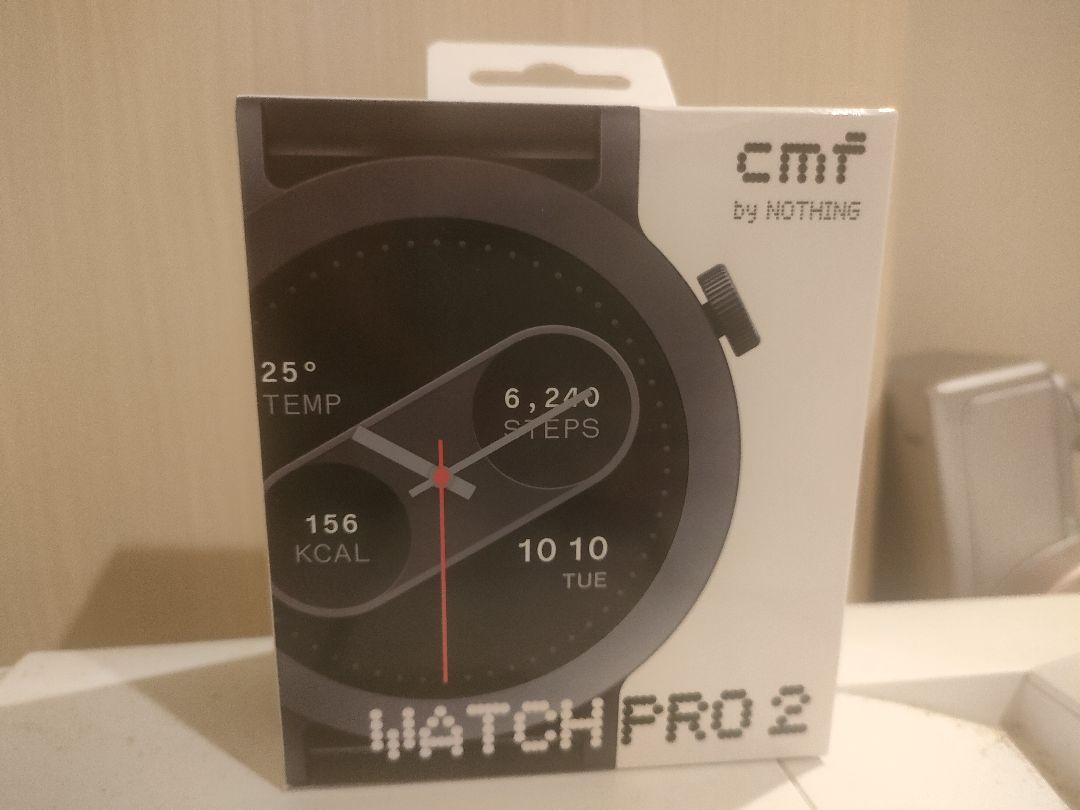 cmf
by NOTHING
25°
TEMP
6,240
STEPS
156
KCAL
10 10
TUE
WATCH PRO 2